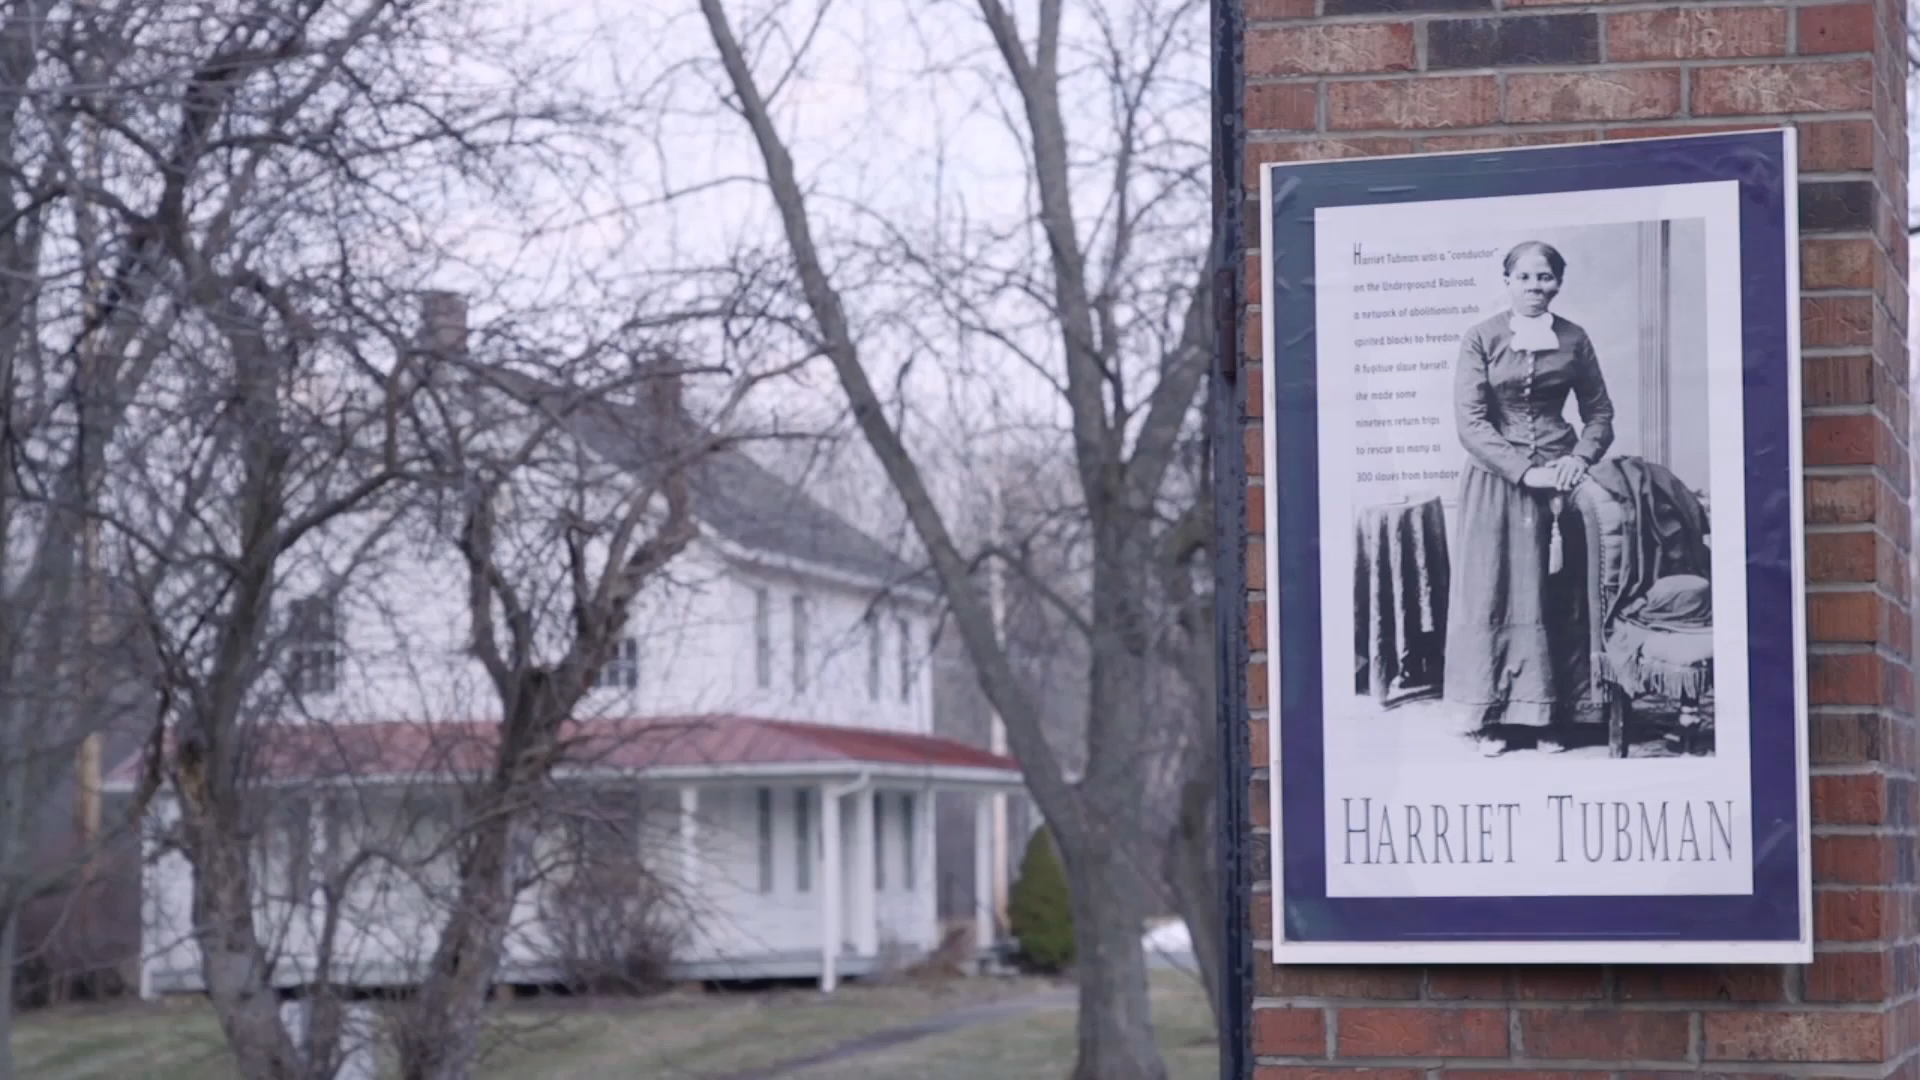 Harriet Tubman was a "conductor"
on the Underground Railroad,
a network of abolitionists who
spirited blacks to freedom.
A fugitive slave herself,
she made some
nineteen return trips
to rescue as many as
300 slaves from bondage
HARRIET TUBMAN